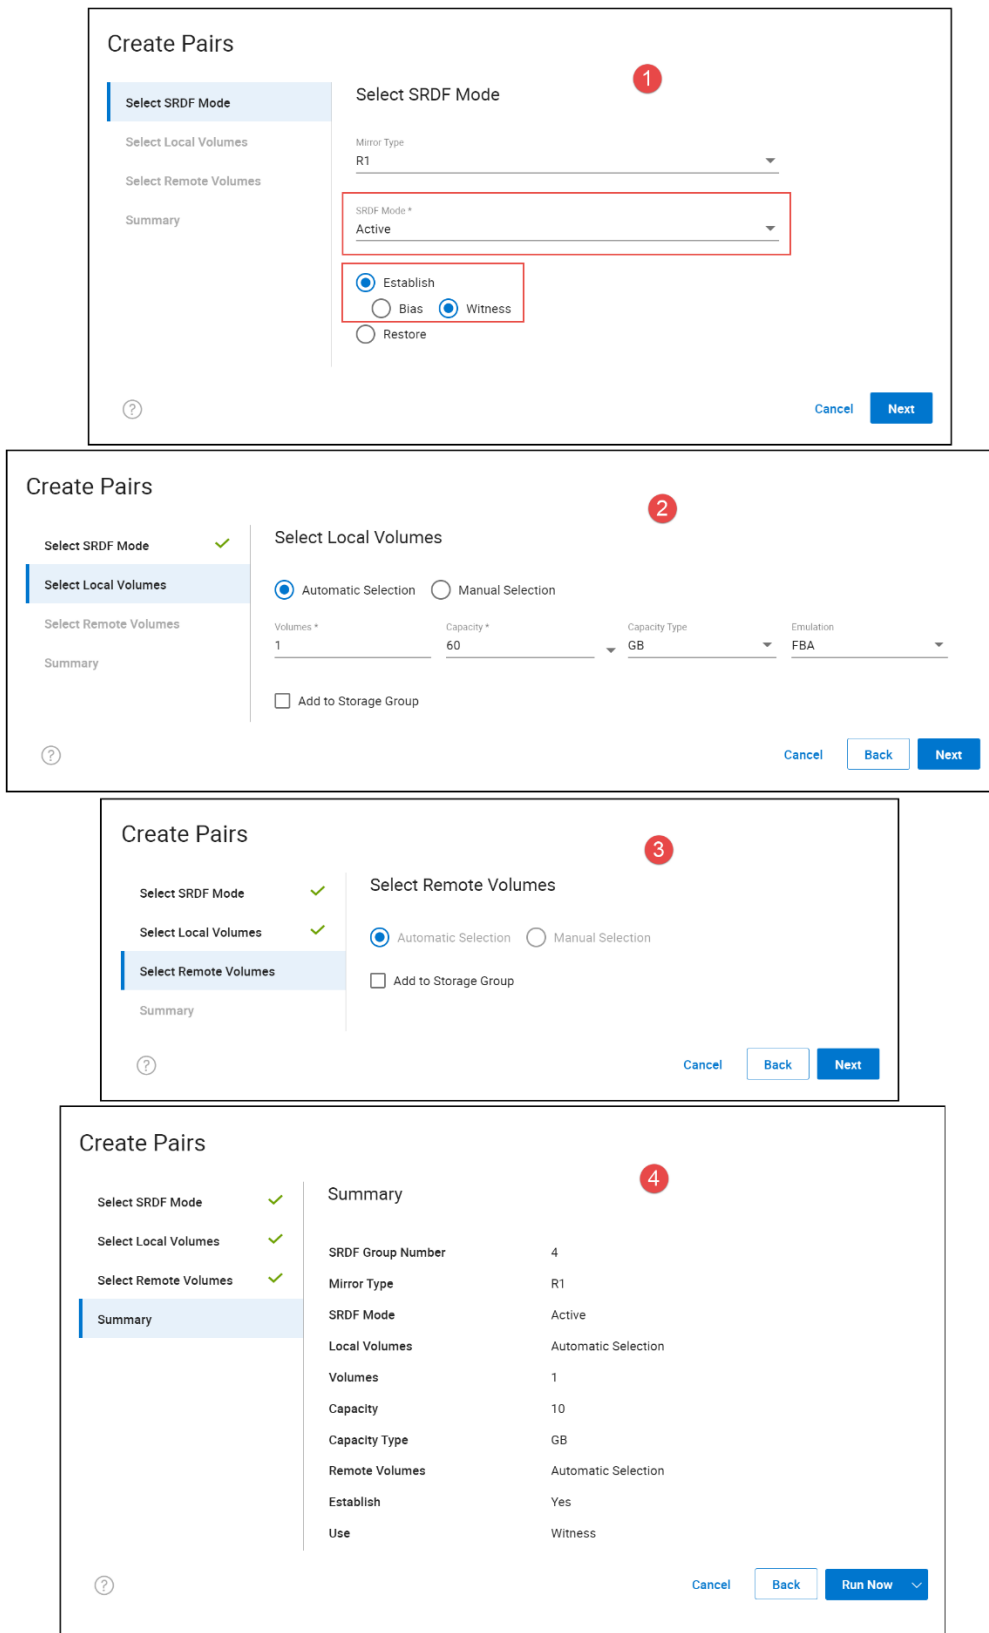 Create Pairs
1
Select SRDF Mode
Select Local Volumes
Select Remote Volumes
Summary
Select SRDF Mode
Mirror Type
R1
SRDF Mode *
Active
Establish
Bias Witness
Restore
?
Cancel Next
Create Pairs
2
Select SRDF Mode
Select Local Volumes
Select Remote Volumes
Summary
Select Local Volumes
Automatic Selection Manual Selection
Volumes * Capacity * Capacity Type Emulation
1 60 GB FBA
Add to Storage Group
?
Cancel Back Next
Create Pairs
3
Select SRDF Mode
Select Local Volumes
Select Remote Volumes
Summary
Select Remote Volumes
Automatic Selection Manual Selection
Add to Storage Group
?
Cancel Back Next
Create Pairs
4
Select SRDF Mode
Select Local Volumes
Select Remote Volumes
Summary
Summary
SRDF Group Number 4
Mirror Type R1
SRDF Mode Active
Local Volumes Automatic Selection
Volumes 1
Capacity 10
Capacity Type GB
Remote Volumes Automatic Selection
Establish Yes
Use Witness
?
Cancel Back Run Now